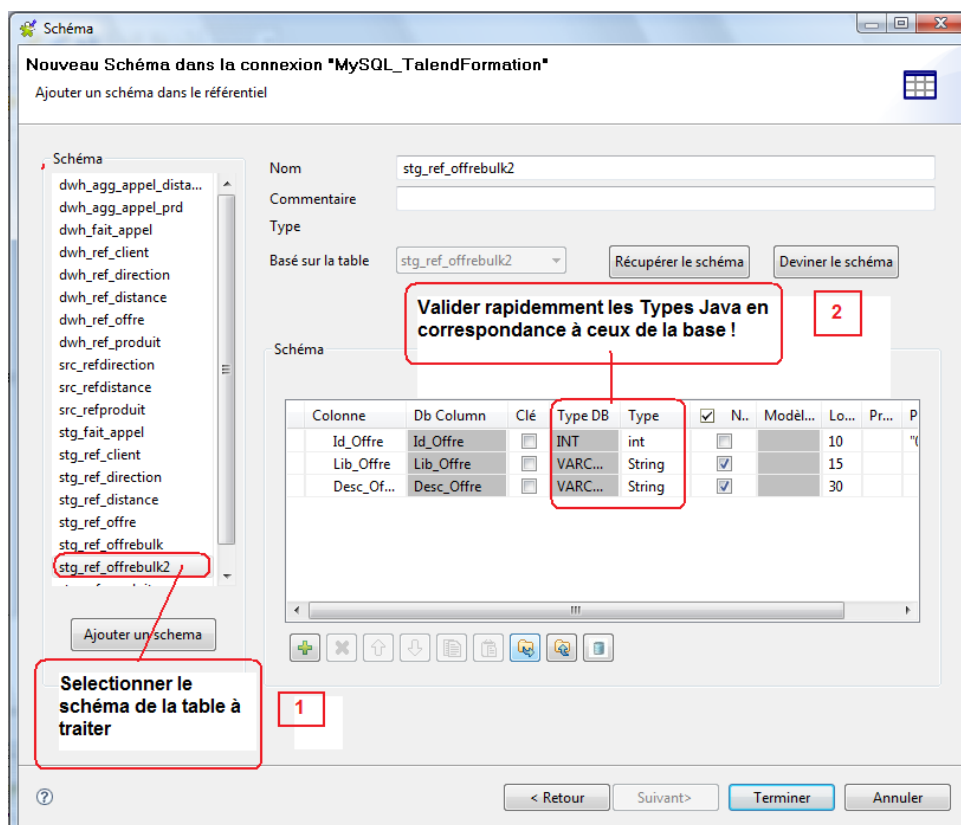 Schéma
Nouveau Schéma dans la connexion "MySQL_TalendFormation"
Ajouter un schéma dans le référentiel
Schéma
dwh_agg_appel_dista...
dwh_agg_appel_prd
dwh_fait_appel
dwh_ref_client
dwh_ref_direction
dwh_ref_distance
dwh_ref_offre
dwh_ref_produit
src_refdirection
src_refdistance
src_refproduit
stg_fait_appel
stg_ref_client
stg_ref_direction
stg_ref_distance
stg_ref_offre
stg_ref_offrebulk
stg_ref_offrebulk2
Ajouter un schema
Selectionner le
schéma de la table à
traiter
1
Nom stg_ref_offrebulk2
Commentaire
Type
Basé sur la table stg_ref_offrebulk2 Récupérer le schéma Deviner le schéma
Valider rapidemment les Types Java en
correspondance à ceux de la base !
2
Schéma
Colonne Db Column Clé Type DB Type N... Modèl... Lo... Pr... P
Id_Offre Id_Offre INT int 10 "(
Lib_Offre Lib_Offre VARC... String 15
Desc_Of... Desc_Offre VARC... String 30
< Retour Suivant> Terminer Annuler